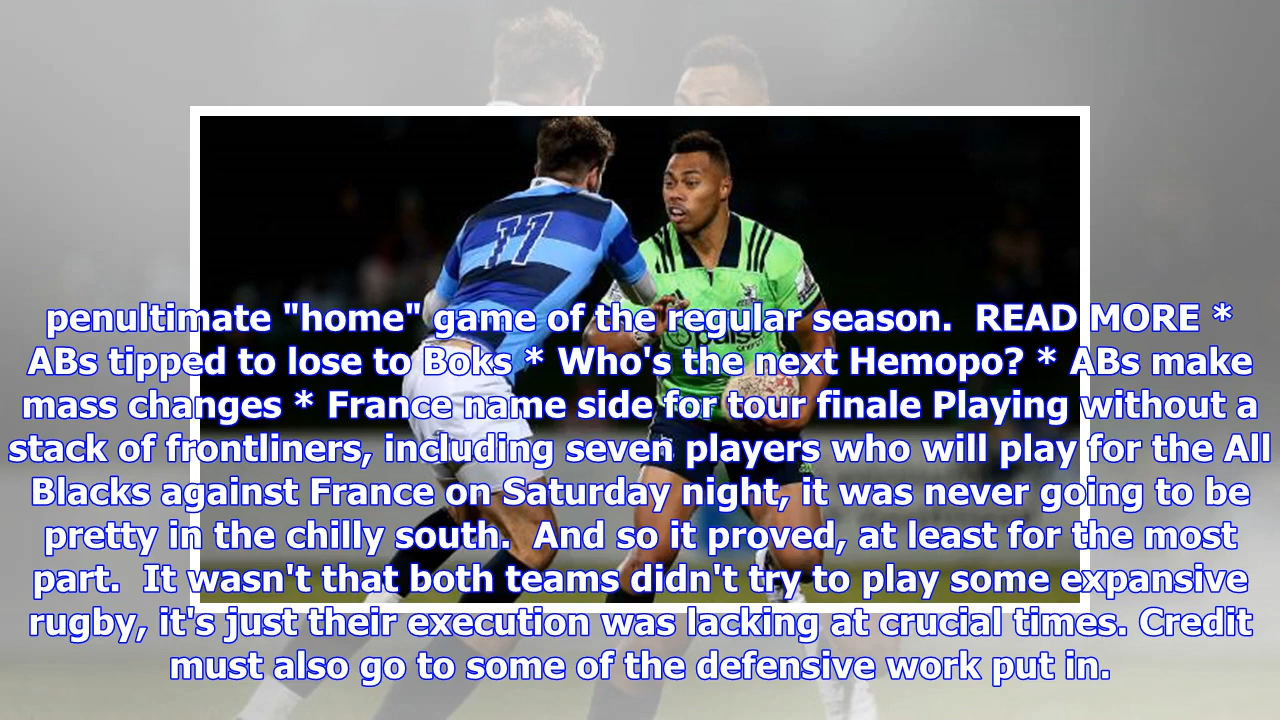 17
penultimate "home" game of the regular season.  READ MORE *
ABs tipped to lose to Boks * Who's the next Hemopo? * ABs make
mass changes * France name side for tour finale Playing without a
stack of frontliners, including seven players who will play for the All
Blacks against France on Saturday night, it was never going to be
pretty in the chilly south.  And so it proved, at least for the most
part.  It wasn't that both teams didn't try to play some expansive
rugby, it's just their execution was lacking at crucial times. Credit
must also go to some of the defensive work put in.